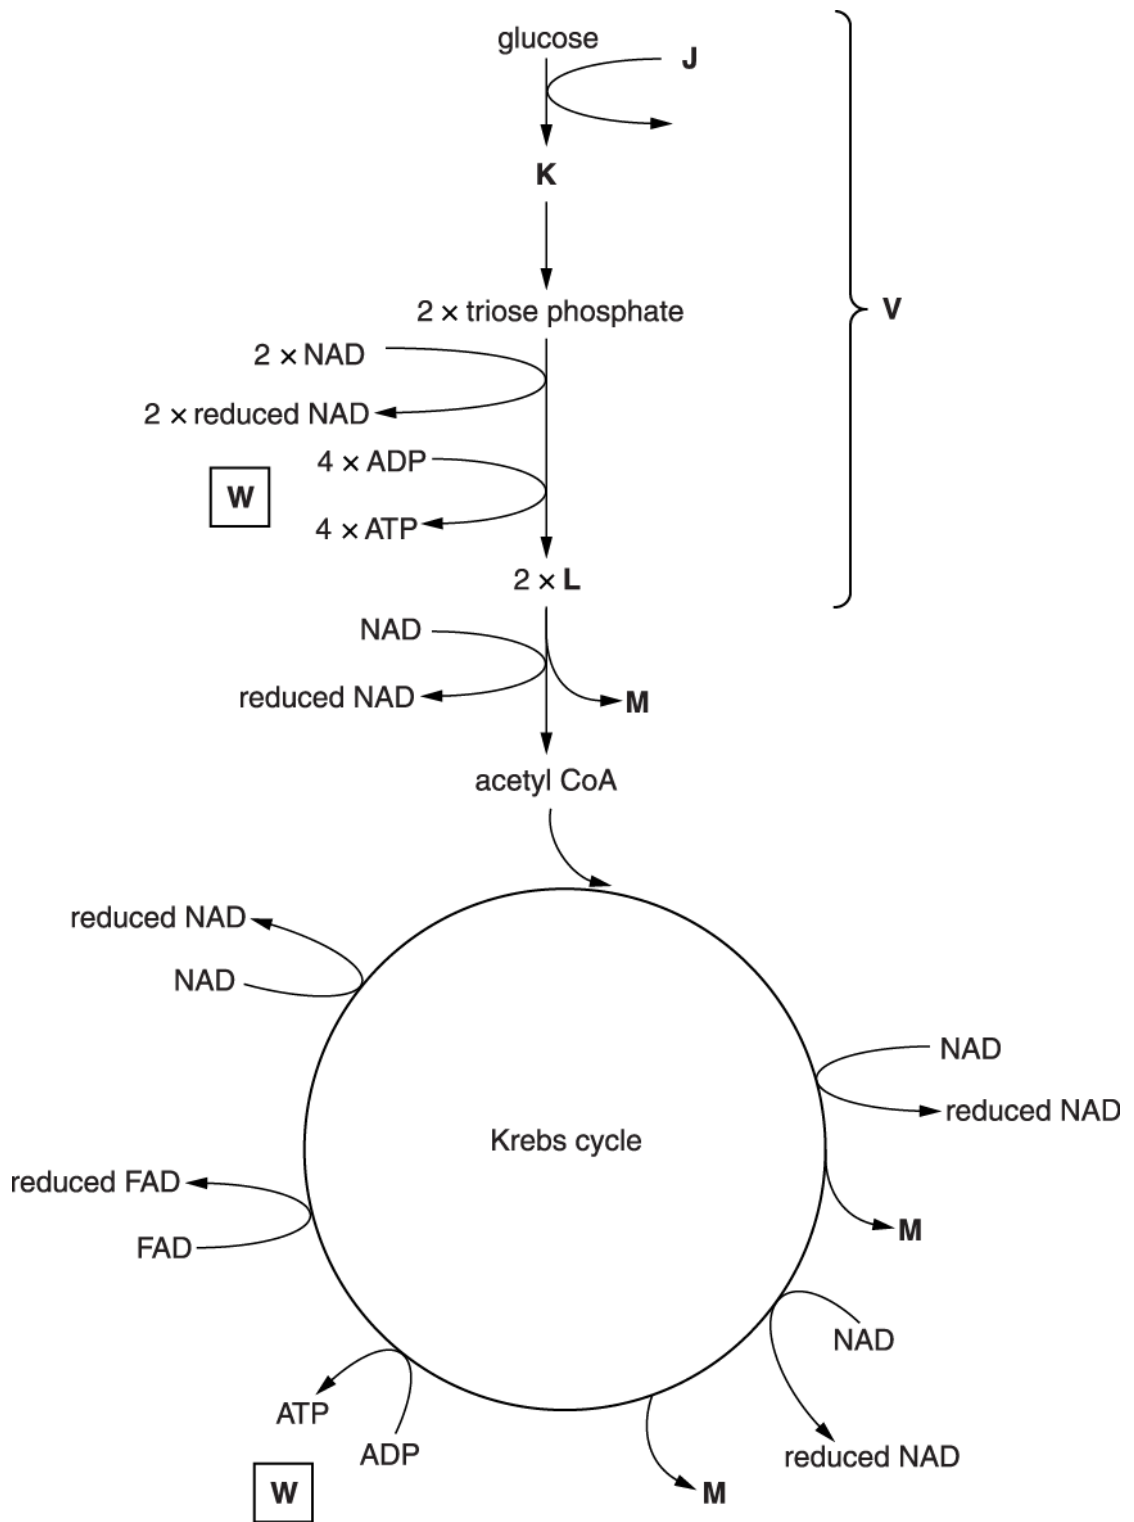 glucose
J
K
2 × triose phosphate
V
2 × NAD
2 × reduced NAD
4 × ADP
W
4 × ATP
2 × L
NAD
reduced NAD
M
acetyl CoA
reduced NAD
NAD
NAD
reduced NAD
Krebs cycle
reduced FAD
M
FAD
NAD
ATP
ADP
reduced NAD
W
M